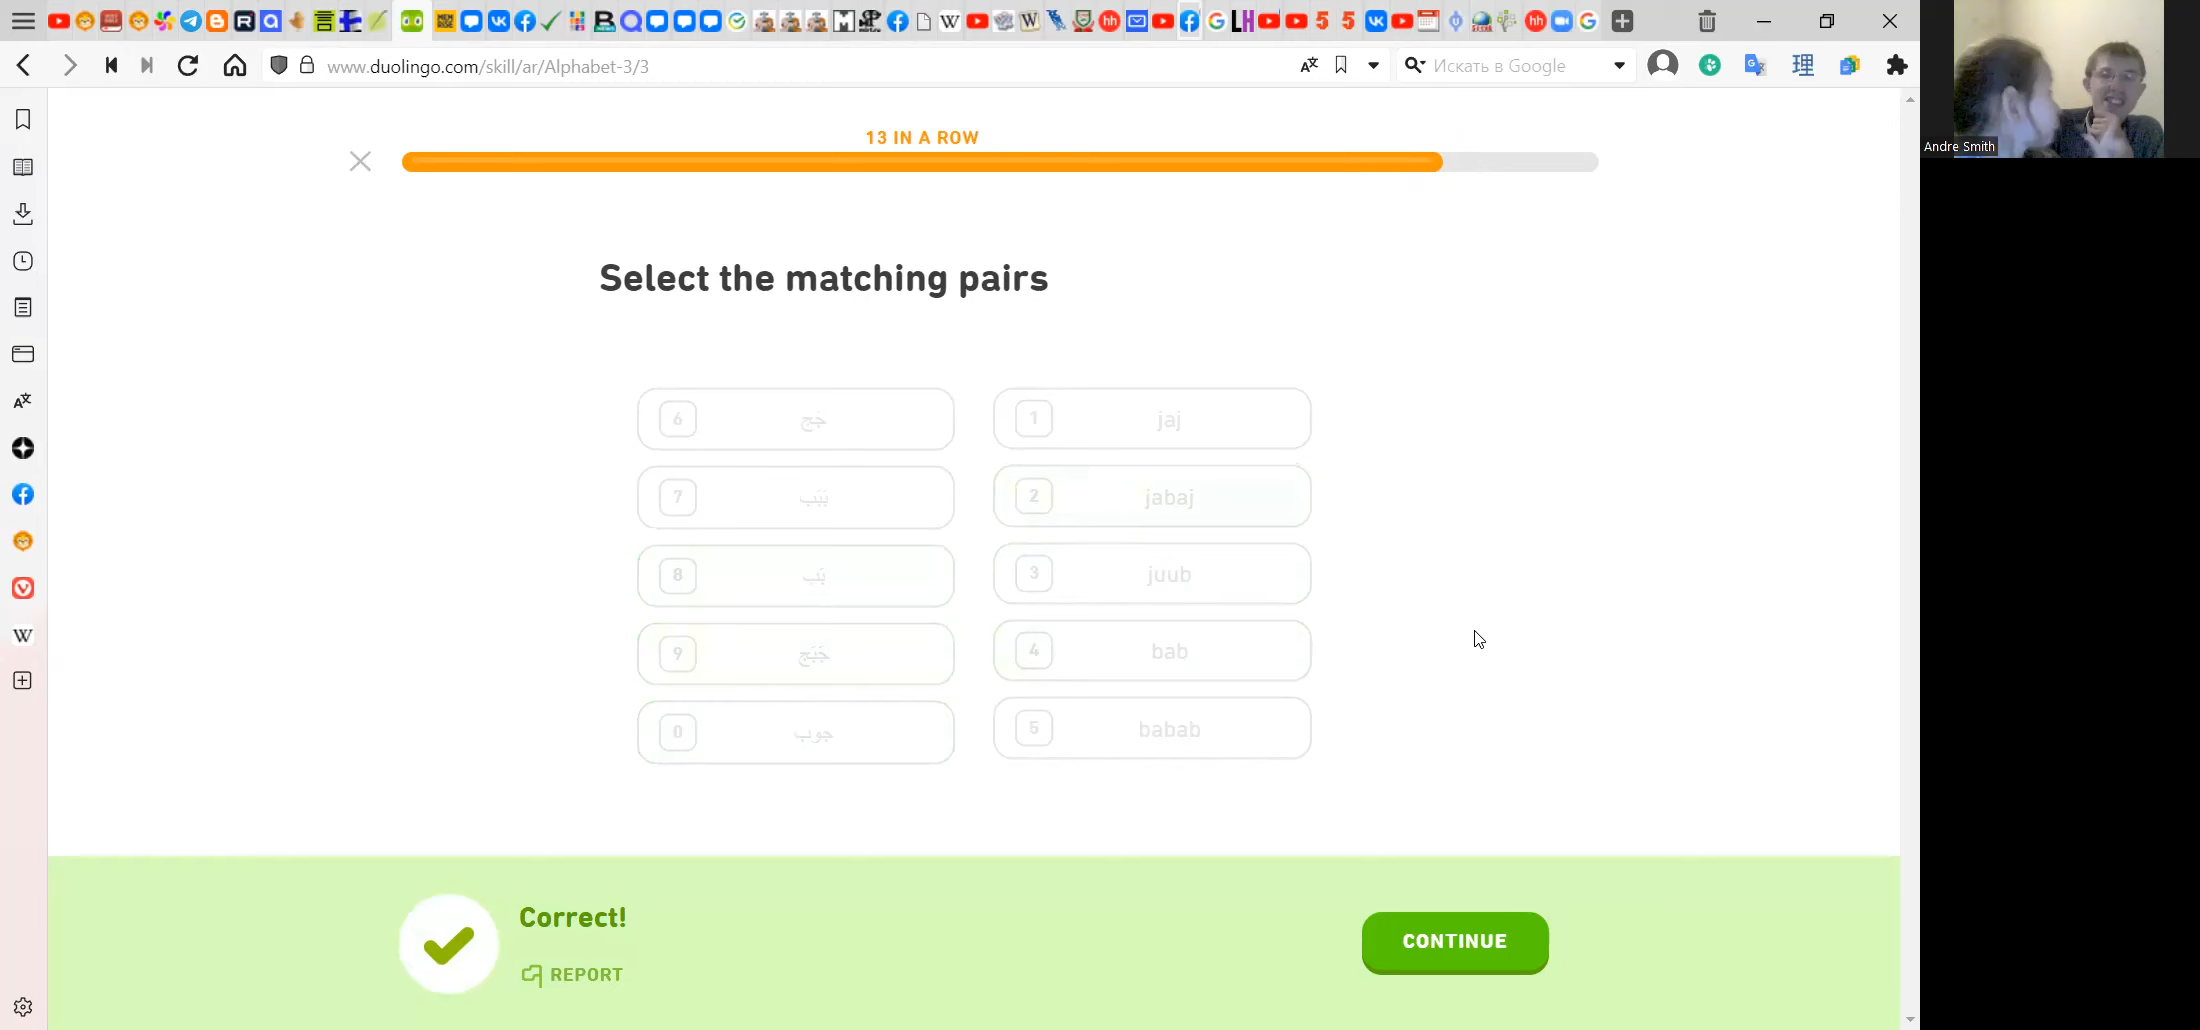 www.duolingo.com/skill/ar/Alphabet-3/3
Искать в Google
Andre Smith
13 IN A ROW
Select the matching pairs
6 جَج
1 jaj
7 بَبَب
2 jabaj
8 بَب
3 juub
9 جَبَج
4 bab
0 جوب
5 babab
Correct!
REPORT
CONTINUE